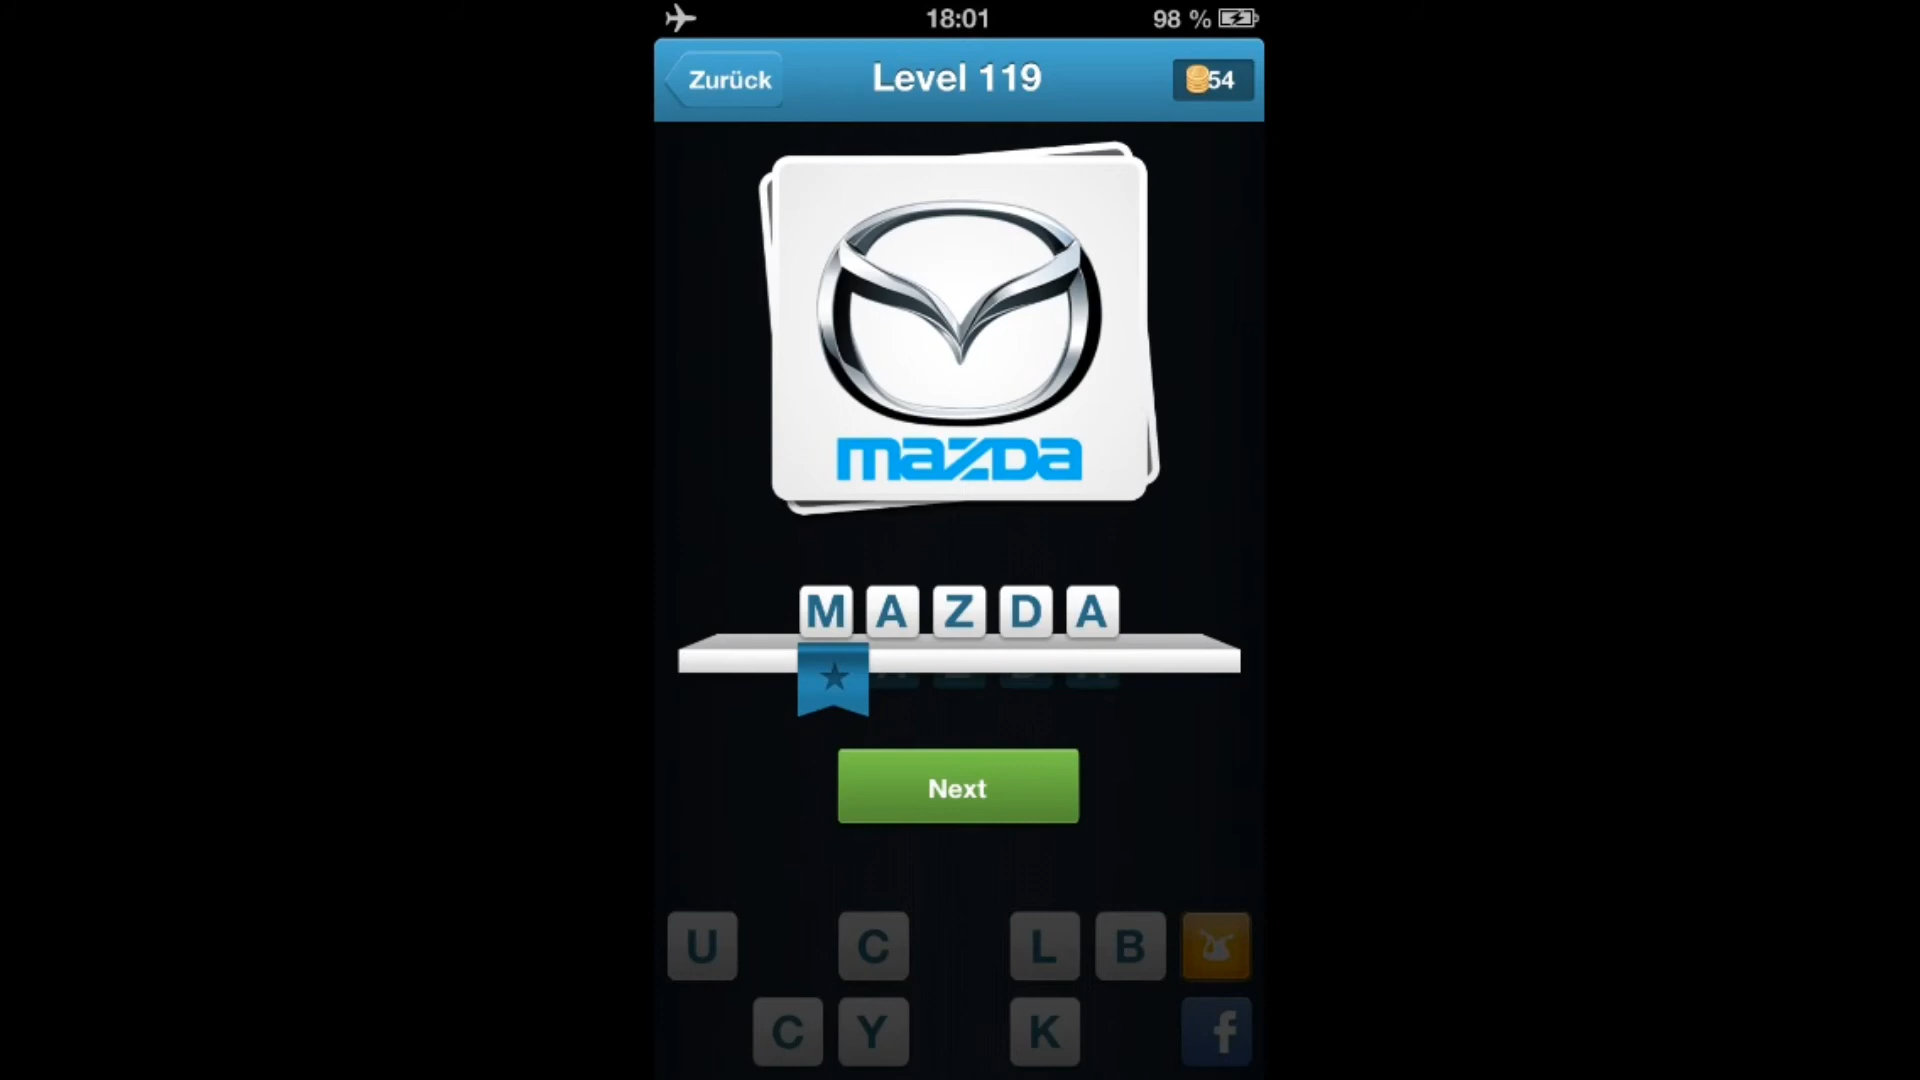 18:01
98 %
Zurück
Level 119
54
mazda
M A Z D A
Next
U C L B
C Y K f